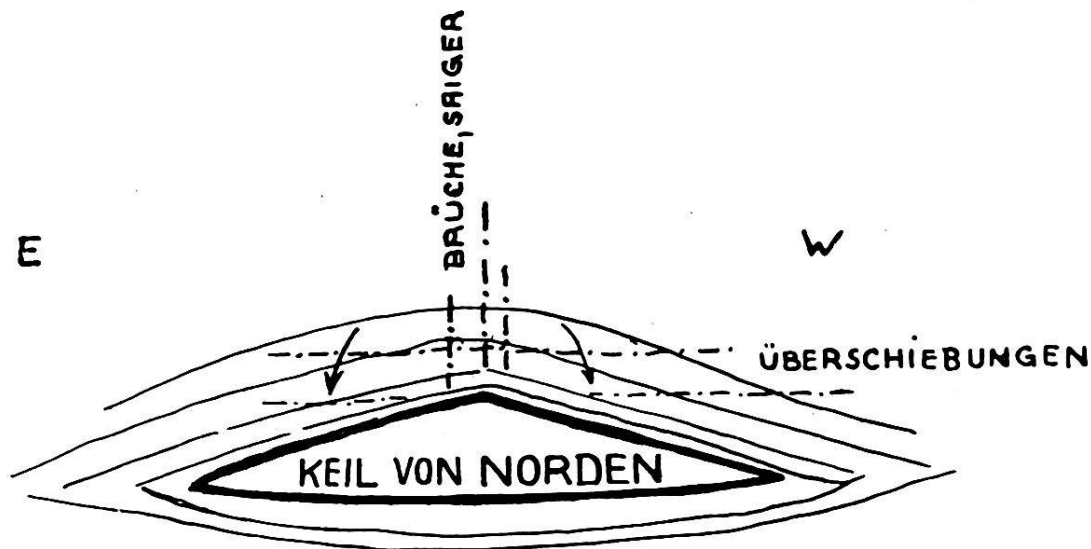 BRÜCHE, SAIGER
E
W
ÜBERSCHIEBUNGEN
KEIL VON NORDEN